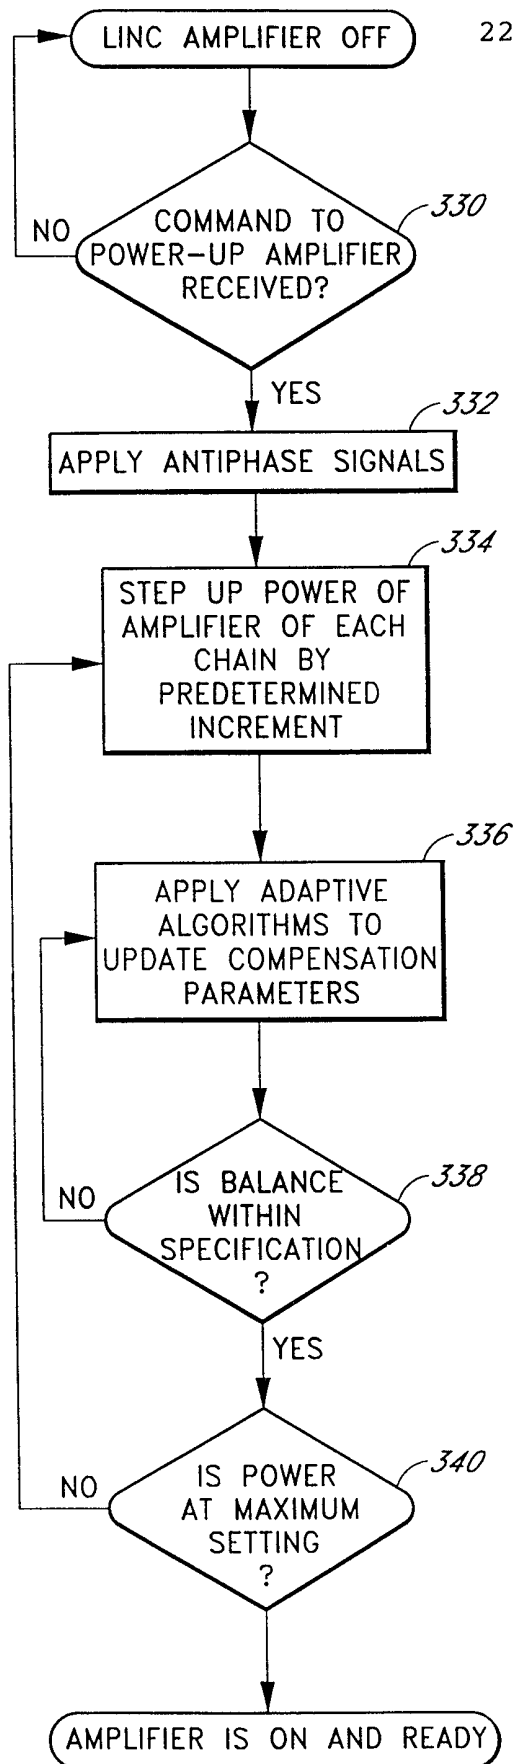 LINC AMPLIFIER OFF
22
330
NO
COMMAND TO
POWER-UP AMPLIFIER
RECEIVED?
YES
332
APPLY ANTIPHASE SIGNALS
334
STEP UP POWER OF
AMPLIFIER OF EACH
CHAIN BY
PREDETERMINED
INCREMENT
336
APPLY ADAPTIVE
ALGORITHMS TO
UPDATE COMPENSATION
PARAMETERS
338
NO
IS BALANCE
WITHIN
SPECIFICATION
?
YES
340
NO
IS POWER
AT MAXIMUM
SETTING
?
AMPLIFIER IS ON AND READY